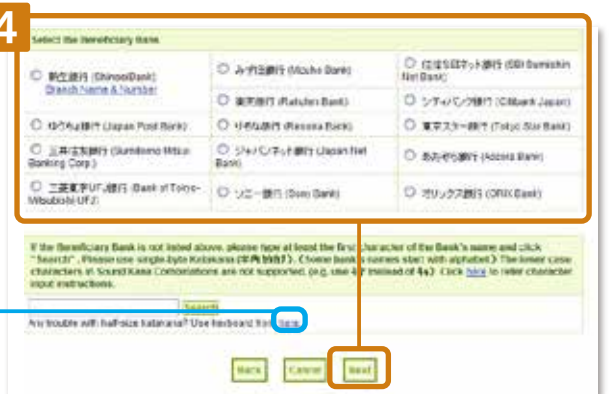 4
Select the Beneficiary Bank
新生銀行 (ShinseiBank)
Branch Name & Number
みずほ銀行 (Mizuho Bank)
住信SBIネット銀行 (SBI Sumishin
Net Bank)
楽天銀行 (Rakuten Bank)
シティバンク銀行 (Citibank Japan)
ゆうちょ銀行 (Japan Post Bank)
りそな銀行 (Resona Bank)
東京スター銀行 (Tokyo Star Bank)
三井住友銀行 (Sumitomo Mitsui
Banking Corp.)
ジャパンネット銀行 (Japan Net
Bank)
あおぞら銀行 (Aozora Bank)
三菱東京UFJ銀行 (Bank of Tokyo-
Mitsubishi UFJ)
ソニー銀行 (Sony Bank)
オリックス銀行 (ORIX Bank)
If the Beneficiary Bank is not listed above, please type at least the first character of the Bank's name and click
"Search". Please use single-byte Katakana (半角カタカナ). (Some bank's names start with alphabet.) The lower case
characters in Sound Kana Combinations are not supported. (e.g. use instead of ). Click here to refer character
input instructions.
Search
Any trouble with half-size katakana? Use keyboard from here.
Back
Cancel
Next